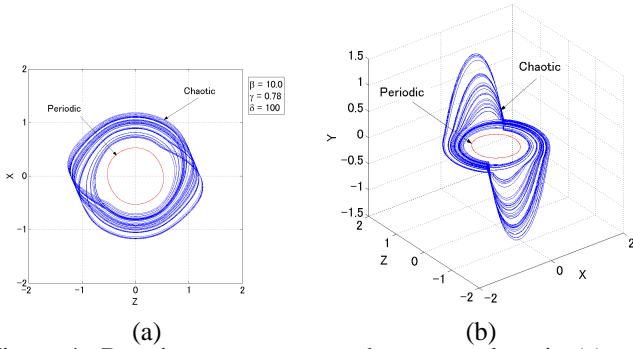 2
1
0
-1
-2
-2
-1
0
1
2
X
Z
Periodic
Chaotic
β = 10.0
γ = 0.78
δ = 100
1.5
1
0.5
0
-0.5
-1
-1.5
Y
2
1
0
-1
-2
Z
-2
0
2
X
Periodic
Chaotic
(a)
(b)